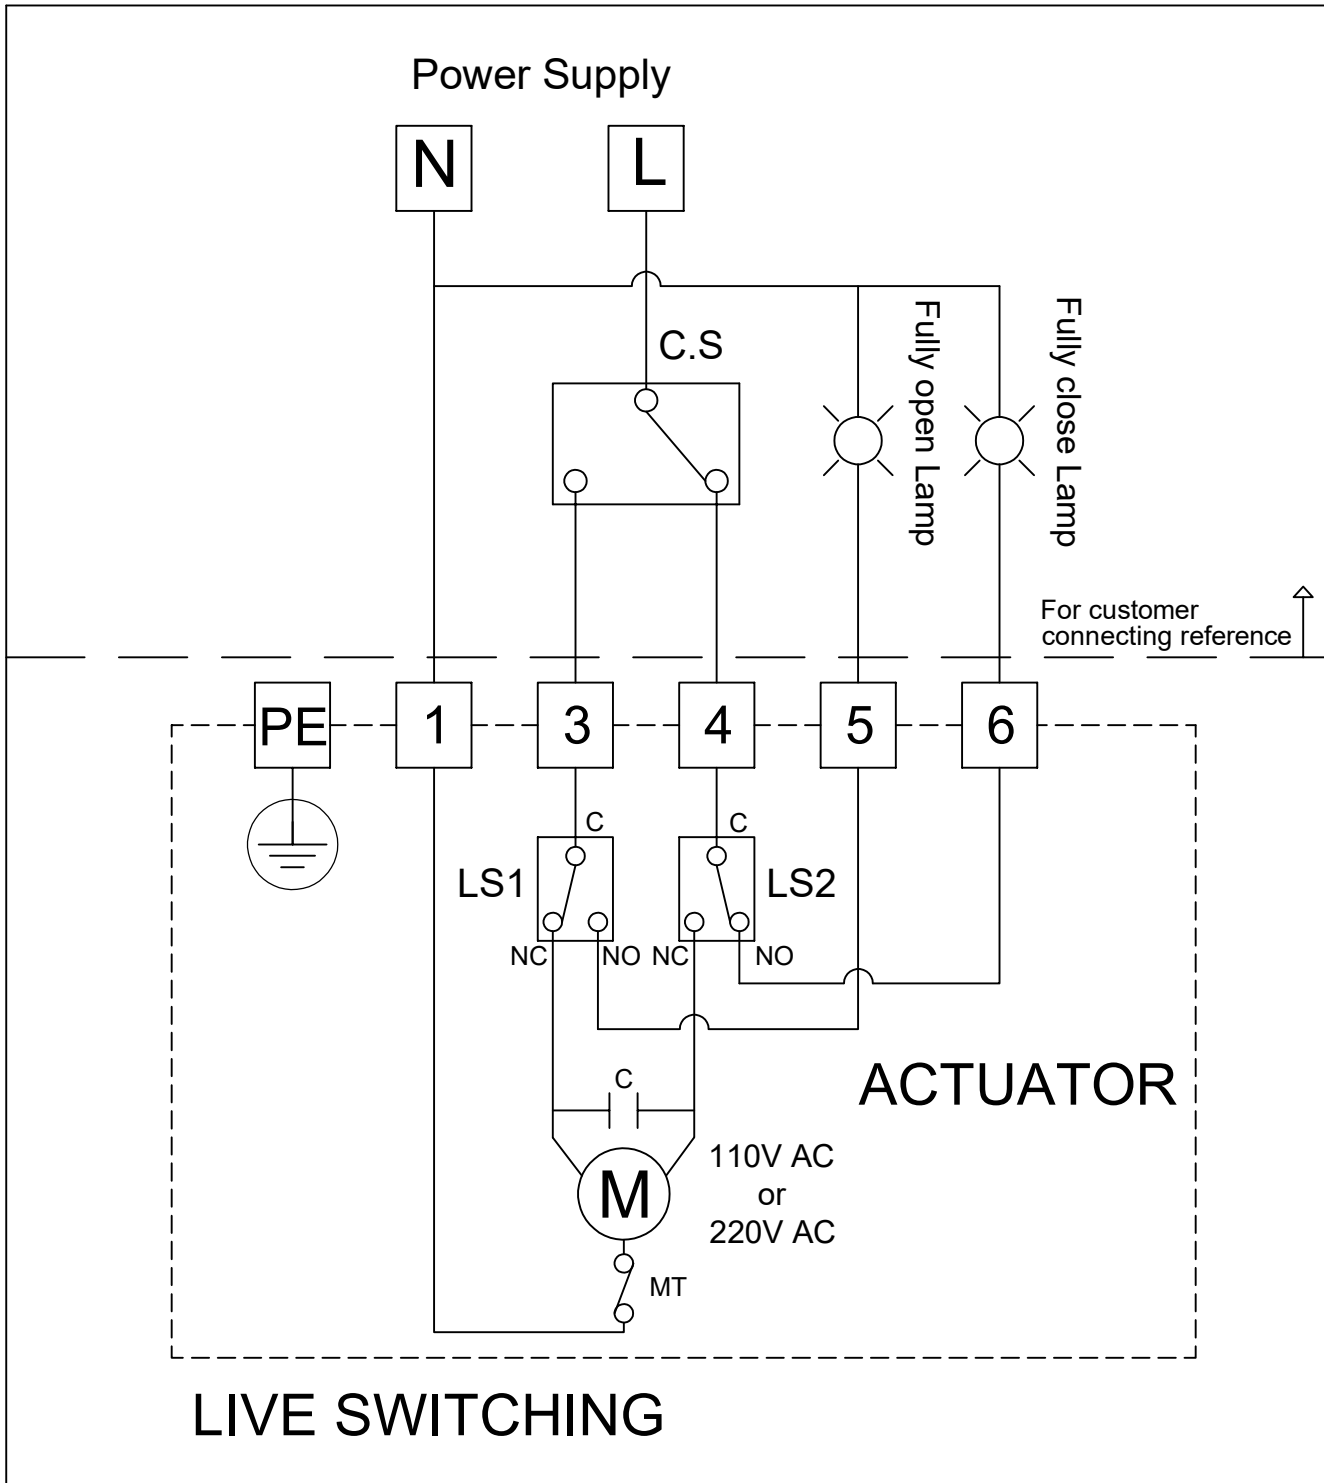 Power Supply
N
L
C.S
Fully open Lamp
Fully close Lamp
For customer
connecting reference
PE
1
3
4
5
6
C
C
LS1
LS2
NC
NO
NC
NO
ACTUATOR
C
M
110V AC
or
220V AC
MT
LIVE SWITCHING